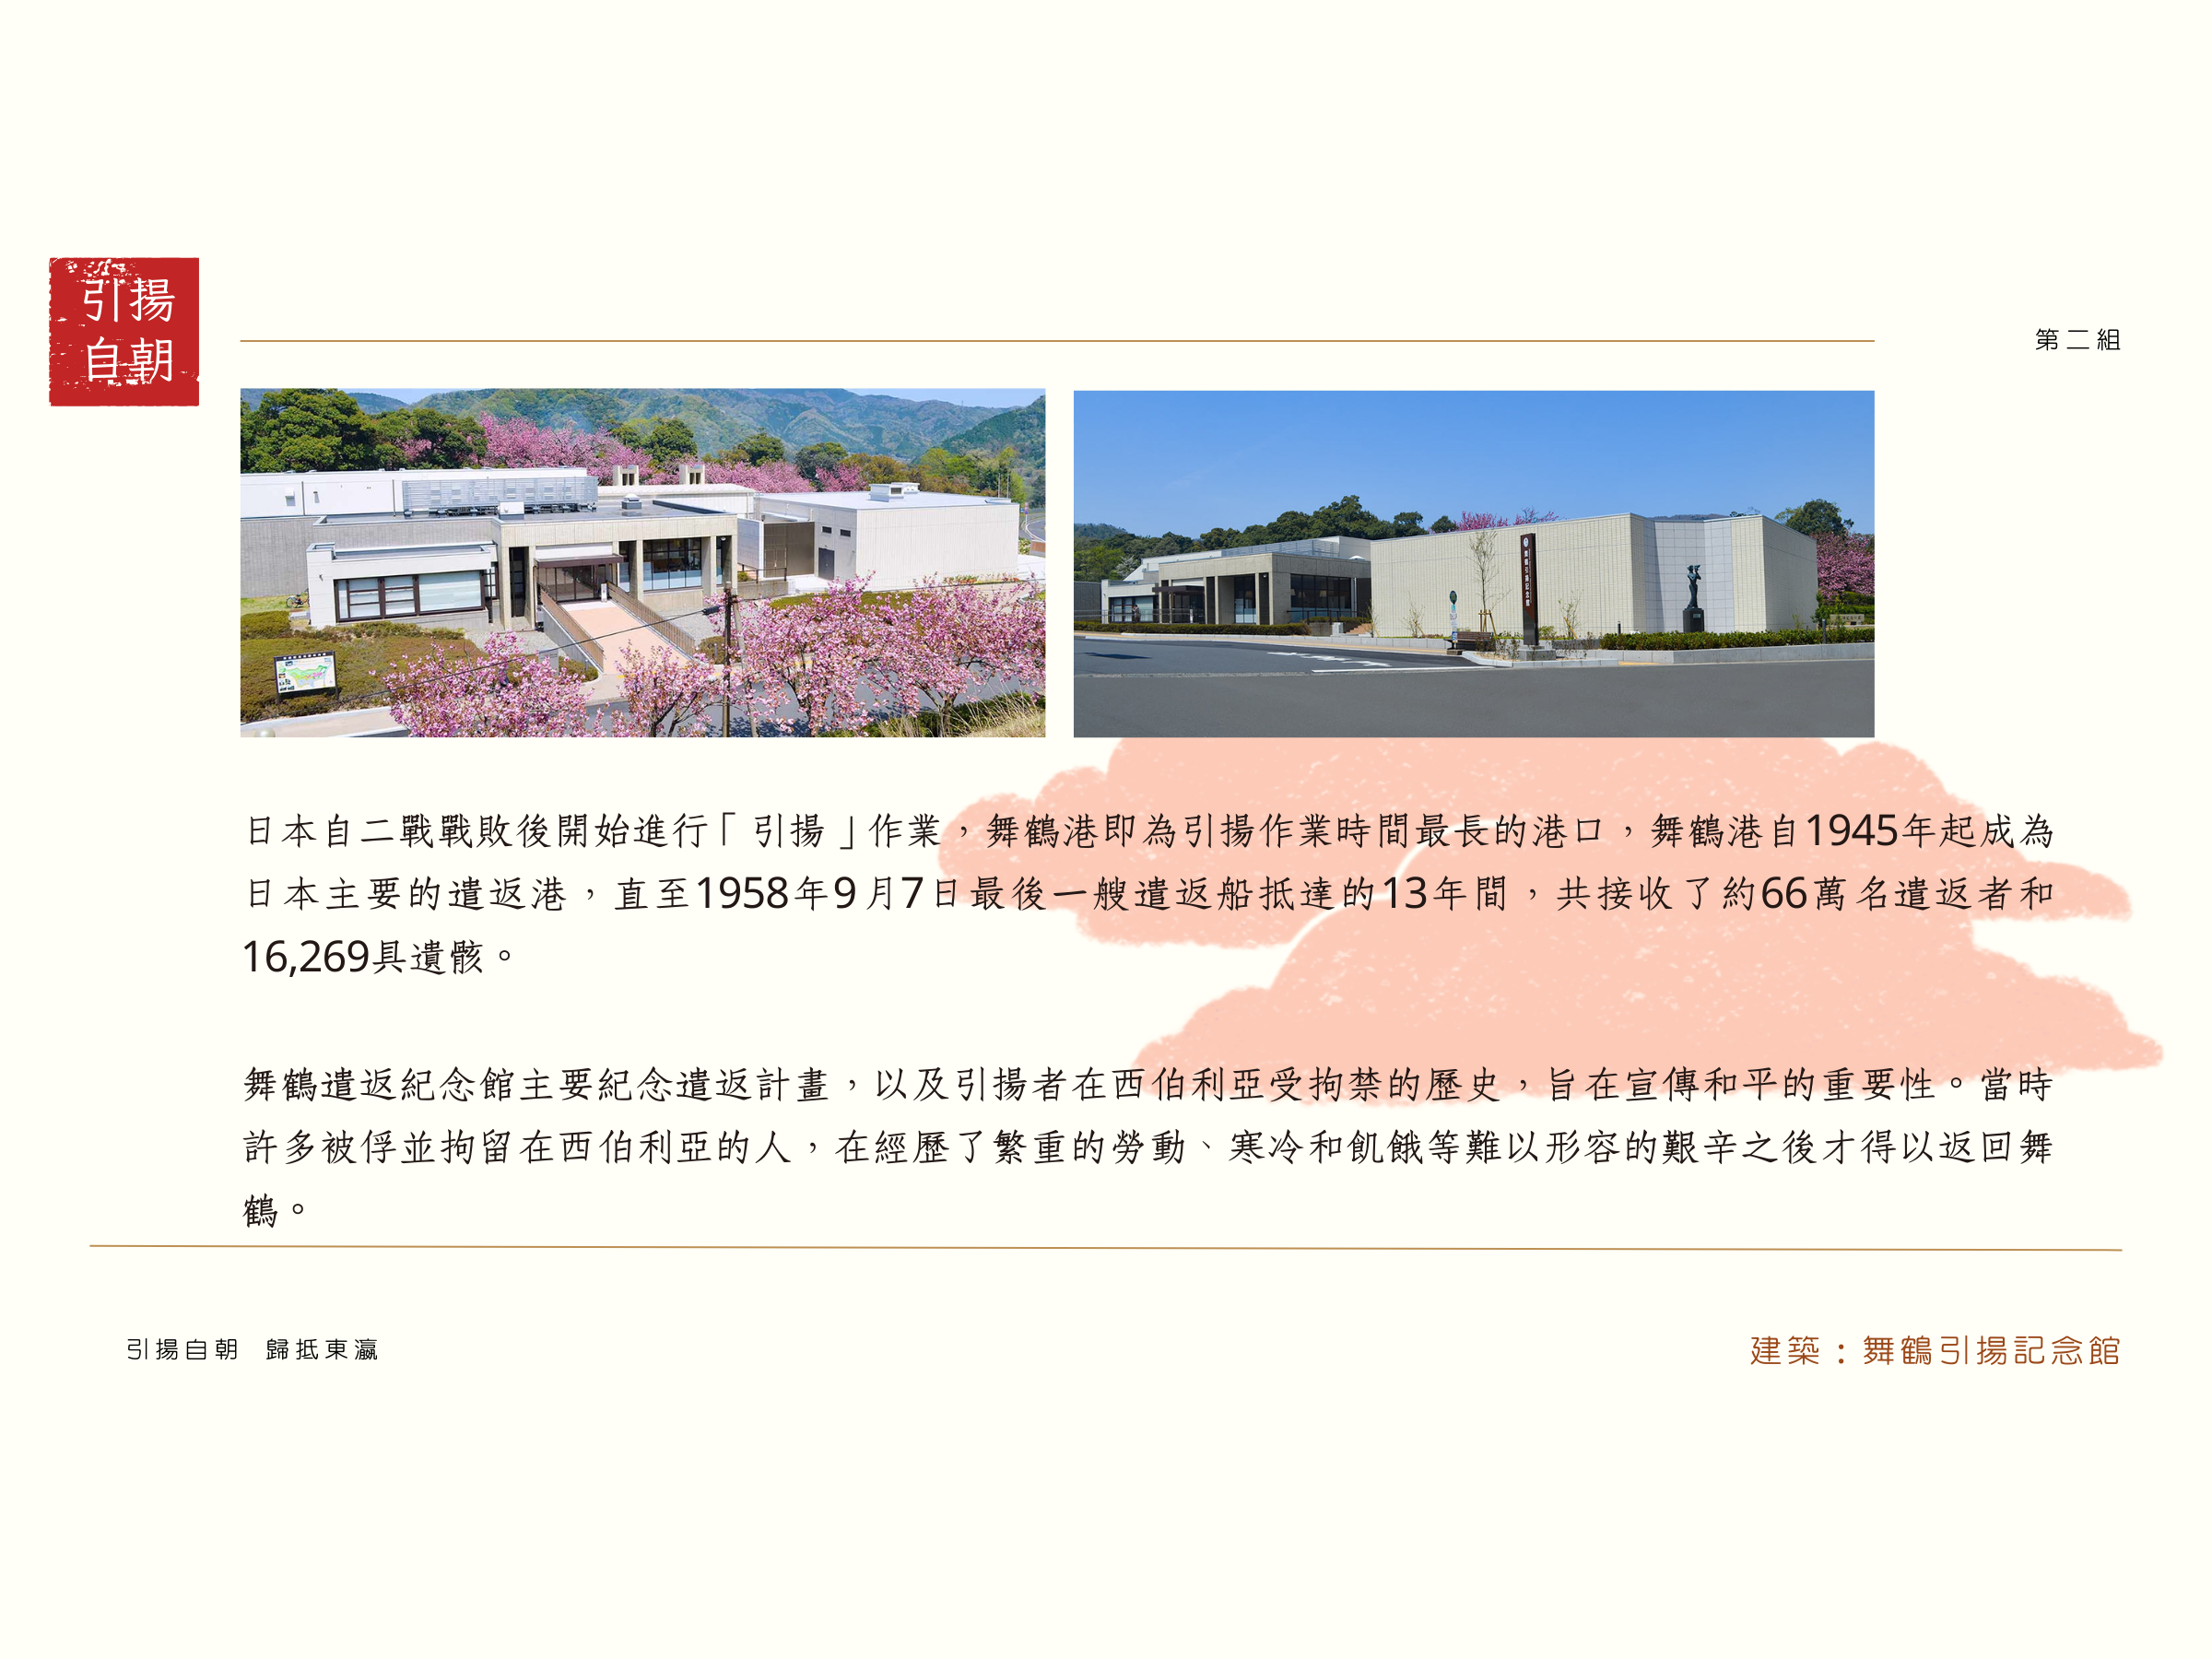 引揚
自朝
第二組
舞鶴引揚記念館
日本自二戰戰敗後開始進行「引揚」作業，舞鶴港即為引揚作業時間最長的港口，舞鶴港自1945年起成為
日本主要的遣返港，直至1958年9月7日最後一艘遣返船抵達的13年間，共接收了約66萬名遣返者和
16,269具遺骸。
舞鶴遣返紀念館主要紀念遣返計畫，以及引揚者在西伯利亞受拘禁的歷史，旨在宣傳和平的重要性。當時
許多被俘並拘留在西伯利亞的人，在經歷了繁重的勞動、寒冷和飢餓等難以形容的艱辛之後才得以返回舞
鶴。
引揚自朝 歸抵東瀛
建築：舞鶴引揚記念館